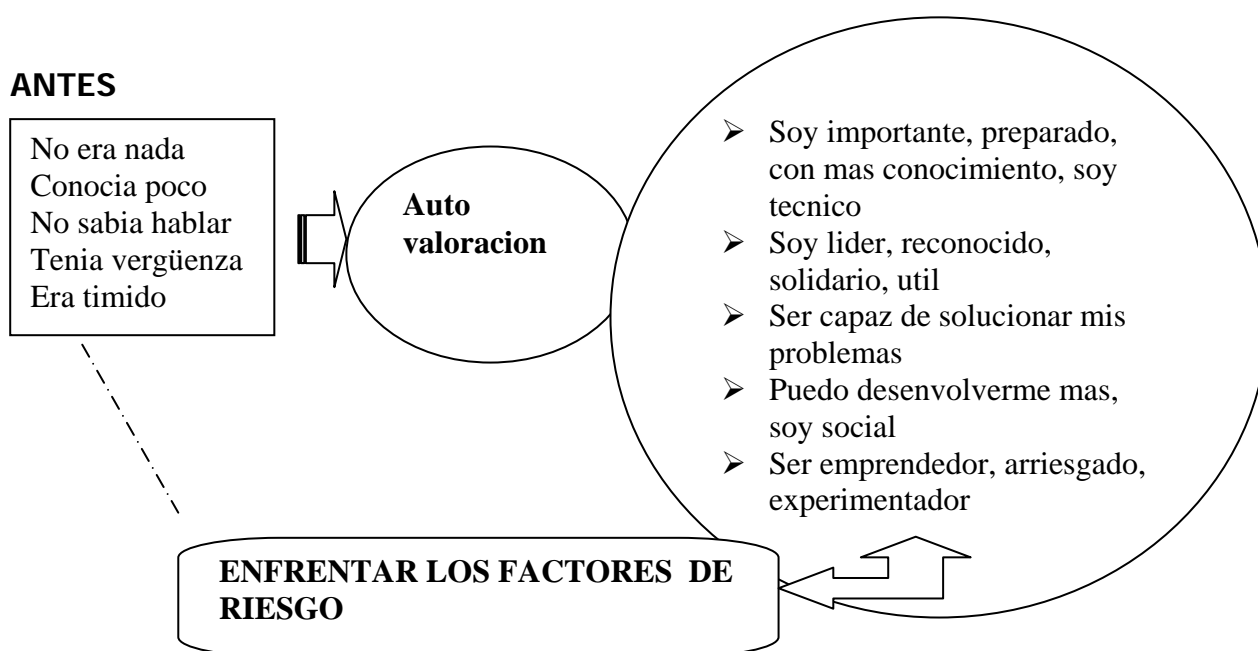 ANTES
No era nada
Conocia poco
No sabia hablar
Tenia vergüenza
Era timido
Auto
valoracion
➢ Soy importante, preparado,
con mas conocimiento, soy
tecnico
➢ Soy lider, reconocido,
solidario, util
➢ Ser capaz de solucionar mis
problemas
➢ Puedo desenvolverme mas,
soy social
➢ Ser emprendedor, arriesgado,
experimentador
ENFRENTAR LOS FACTORES DE
RIESGO